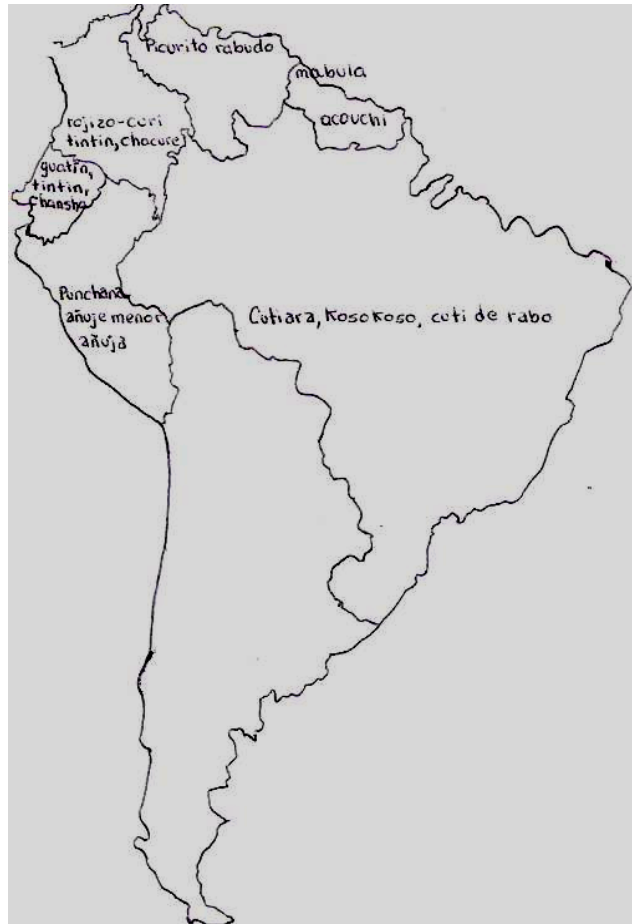 Picurito rabudo
mabula
acouchi
rojizo-curi
tintin, chacure
guatin,
tintin,
chansha
Punchana
añuje menor
añuja
Cutiara, Kosokoso, cuti de rabo